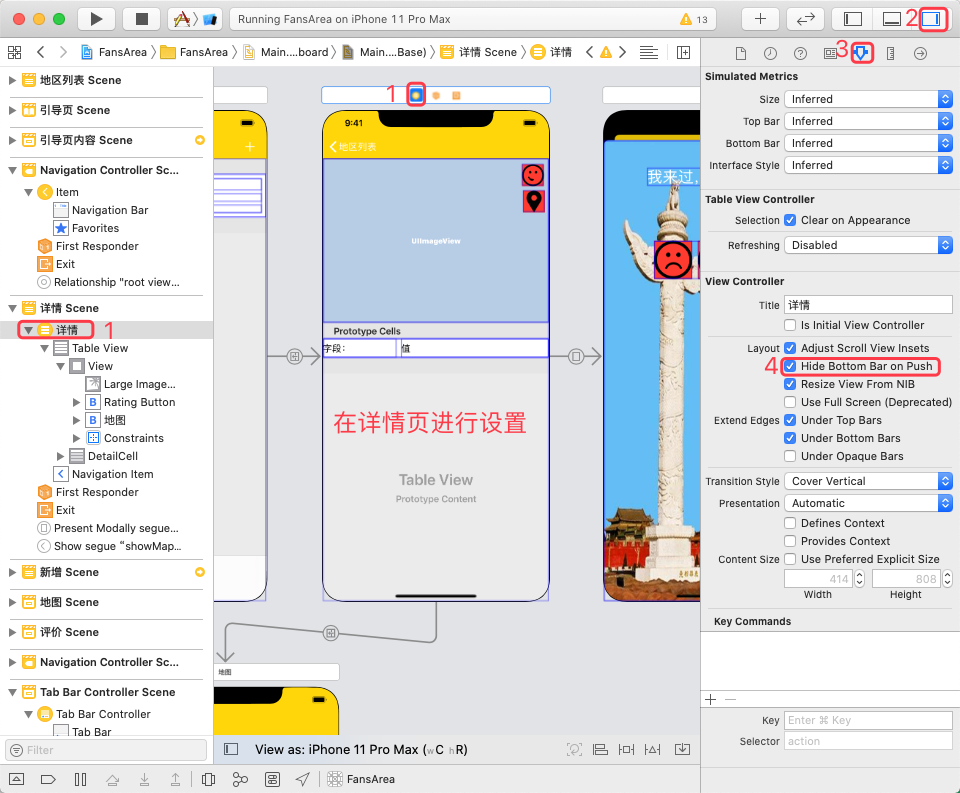 Running FansArea on iPhone 11 Pro Max
13
2
FansArea
FansArea
Main....board
Main....Base)
详情 Scene
详情
3
地区列表 Scene
引导页 Scene
引导页内容 Scene
Navigation Controller Sc...
Item
Navigation Bar
Favorites
First Responder
Exit
Relationship "root view...
详情 Scene
详情
1
Table View
View
Large Image...
Rating Button
B
地图
B
Constraints
DetailCell
Navigation Item
First Responder
Exit
Present Modally segue...
Show segue "showMap...
新增 Scene
地图 Scene
评价 Scene
Navigation Controller Sc...
Tab Bar Controller Scene
Tab Bar Controller
Tab Bar
Filter
1
9:41
地区列表
UIImageView
Prototype Cells
字段:
值
在详情页进行设置
Table View
Prototype Content
我来过,
地图
View as: iPhone 11 Pro Max (wC hR)
FansArea
Simulated Metrics
Size Inferred
Top Bar Inferred
Bottom Bar Inferred
Interface Style Inferred
Table View Controller
Selection Clear on Appearance
Refreshing Disabled
View Controller
Title 详情
Is Initial View Controller
Layout Adjust Scroll View Insets
4 Hide Bottom Bar on Push
Resize View From NIB
Use Full Screen (Deprecated)
Extend Edges Under Top Bars
Under Bottom Bars
Under Opaque Bars
Transition Style Cover Vertical
Presentation Automatic
Defines Context
Provides Context
Content Size Use Preferred Explicit Size
414 808
Width Height
Key Commands
Key Enter ⌘ Key
Selector action